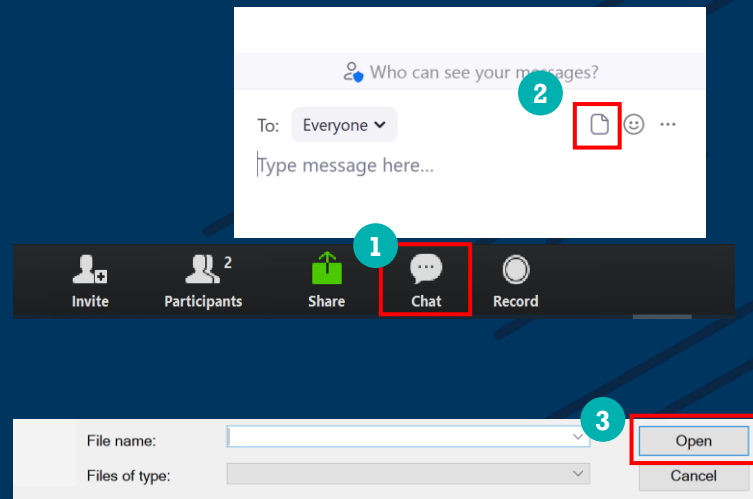 Who can see your messages?
2
To: Everyone
Type message here...
1
2
Invite Participants Share Chat Record
3
File name: Open
Files of type: Cancel